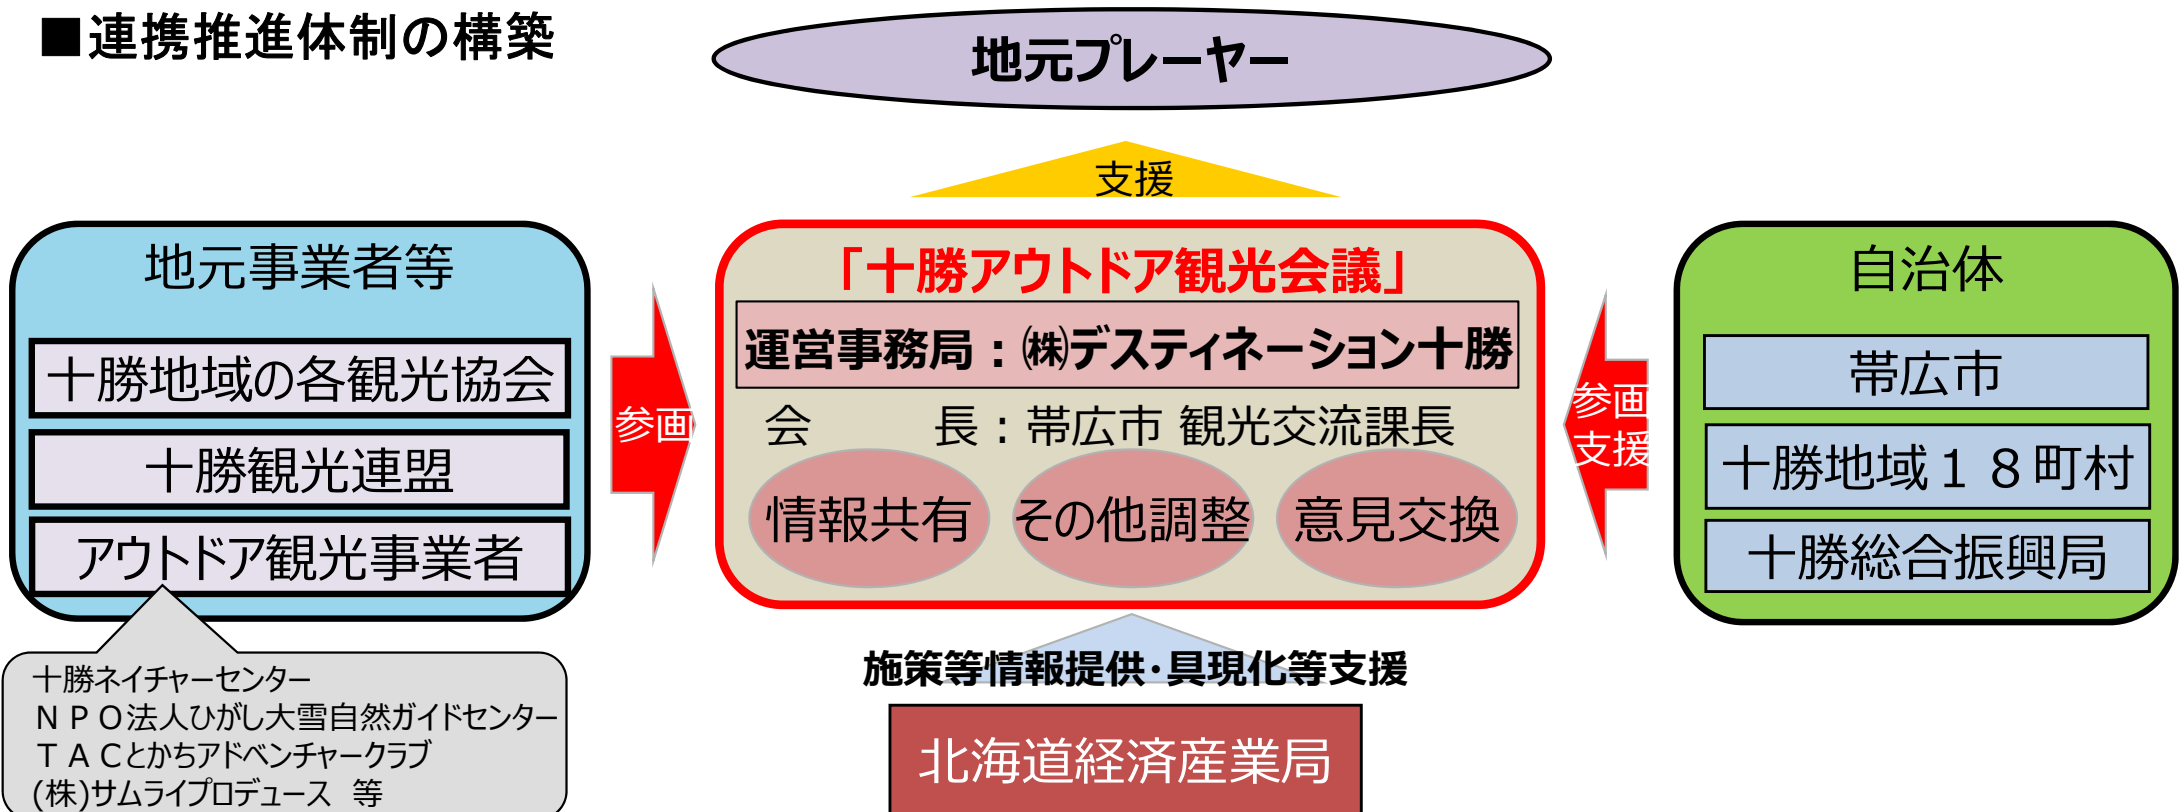 ■連携推進体制の構築
地元プレーヤー
支援
地元事業者等
十勝地域の各観光協会
十勝観光連盟
アウトドア観光事業者
十勝ネイチャーセンター
ＮＰＯ法人ひがし大雪自然ガイドセンター
ＴＡＣとかちアドベンチャークラブ
(株)サムライプロデュース　等
参画
「十勝アウトドア観光会議」
運営事務局：㈱デスティネーション十勝
会　　　長：帯広市 観光交流課長
情報共有
その他調整
意見交換
参画
支援
自治体
帯広市
十勝地域１８町村
十勝総合振興局
施策等情報提供・具現化等支援
北海道経済産業局